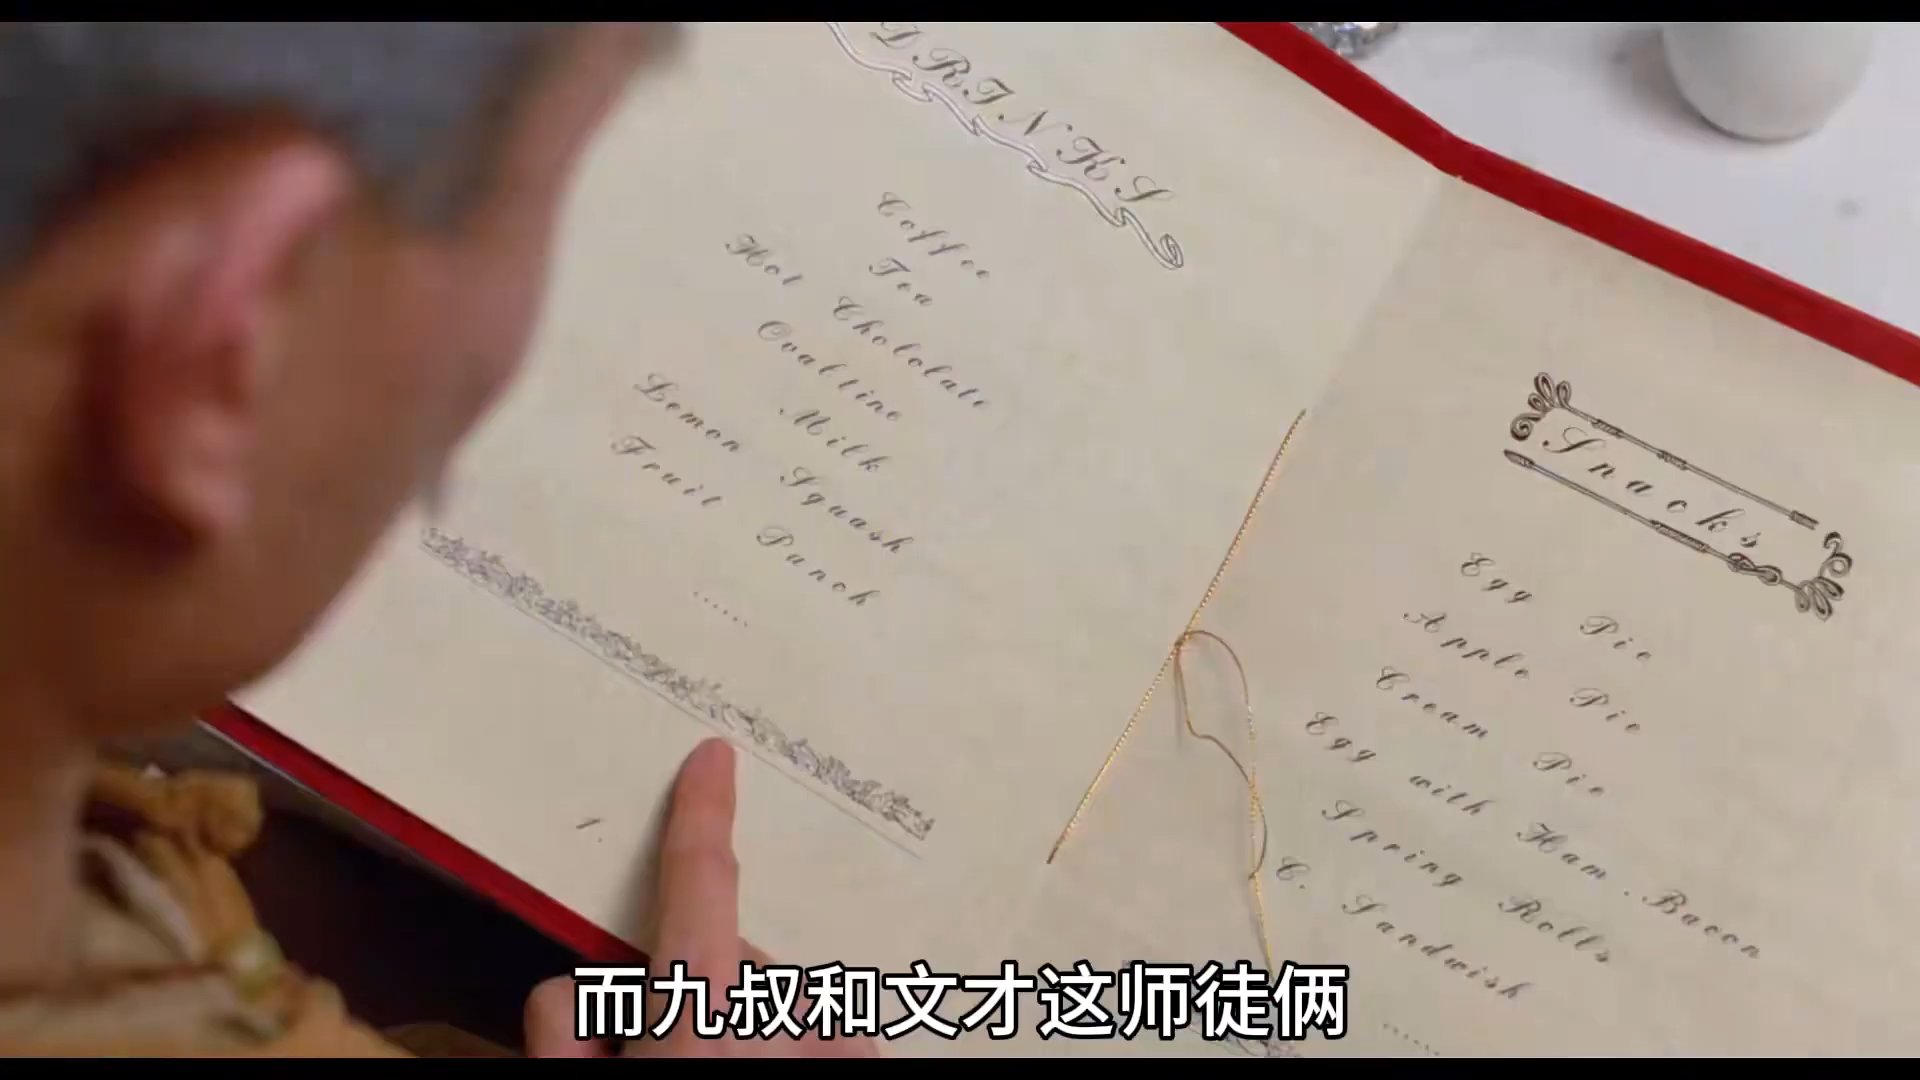 DRINKS
Coffee
Tea
Hot Chololate
Ovaltine
Milk
Lemon Squash
Fruit Punch
......
1.
Snacks
Egg Pie
Apple Pie
Cream Pie
Egg with Ham. Bacon
Spring Rolls
C. Sandwish
......
而九叔和文才这师徒俩